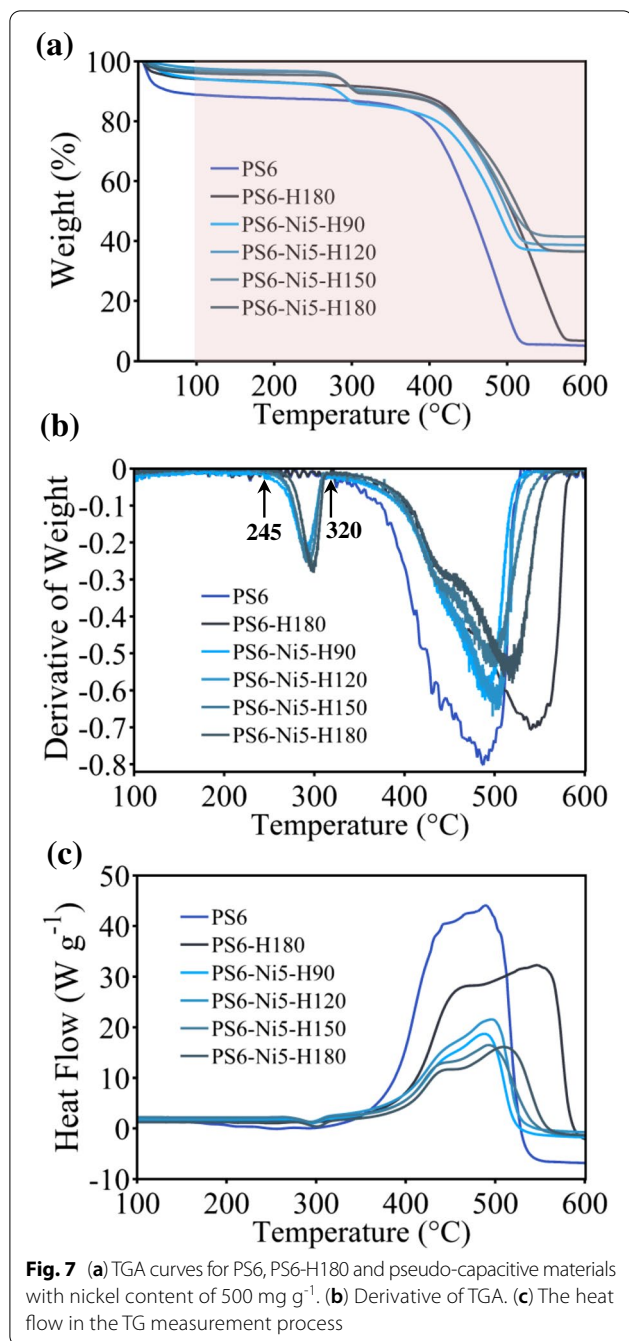 (a)
100
80
60
40
20
0
Weight (%)
PS6
PS6-H180
PS6-Ni5-H90
PS6-Ni5-H120
PS6-Ni5-H150
PS6-Ni5-H180
100 200 300 400 500 600
Temperature (°C)
(b)
0
-0.1
-0.2
-0.3
-0.4
-0.5
-0.6
-0.7
-0.8
Derivative of Weight
245
320
PS6
PS6-H180
PS6-Ni5-H90
PS6-Ni5-H120
PS6-Ni5-H150
PS6-Ni5-H180
100 200 300 400 500 600
Temperature (°C)
(c)
50
40
30
20
10
0
-10
Heat Flow (W g⁻¹)
PS6
PS6-H180
PS6-Ni5-H90
PS6-Ni5-H120
PS6-Ni5-H150
PS6-Ni5-H180
100 200 300 400 500 600
Temperature (°C)
Fig. 7 (a) TGA curves for PS6, PS6-H180 and pseudo-capacitive materials
with nickel content of 500 mg g⁻¹. (b) Derivative of TGA. (c) The heat
flow in the TG measurement process